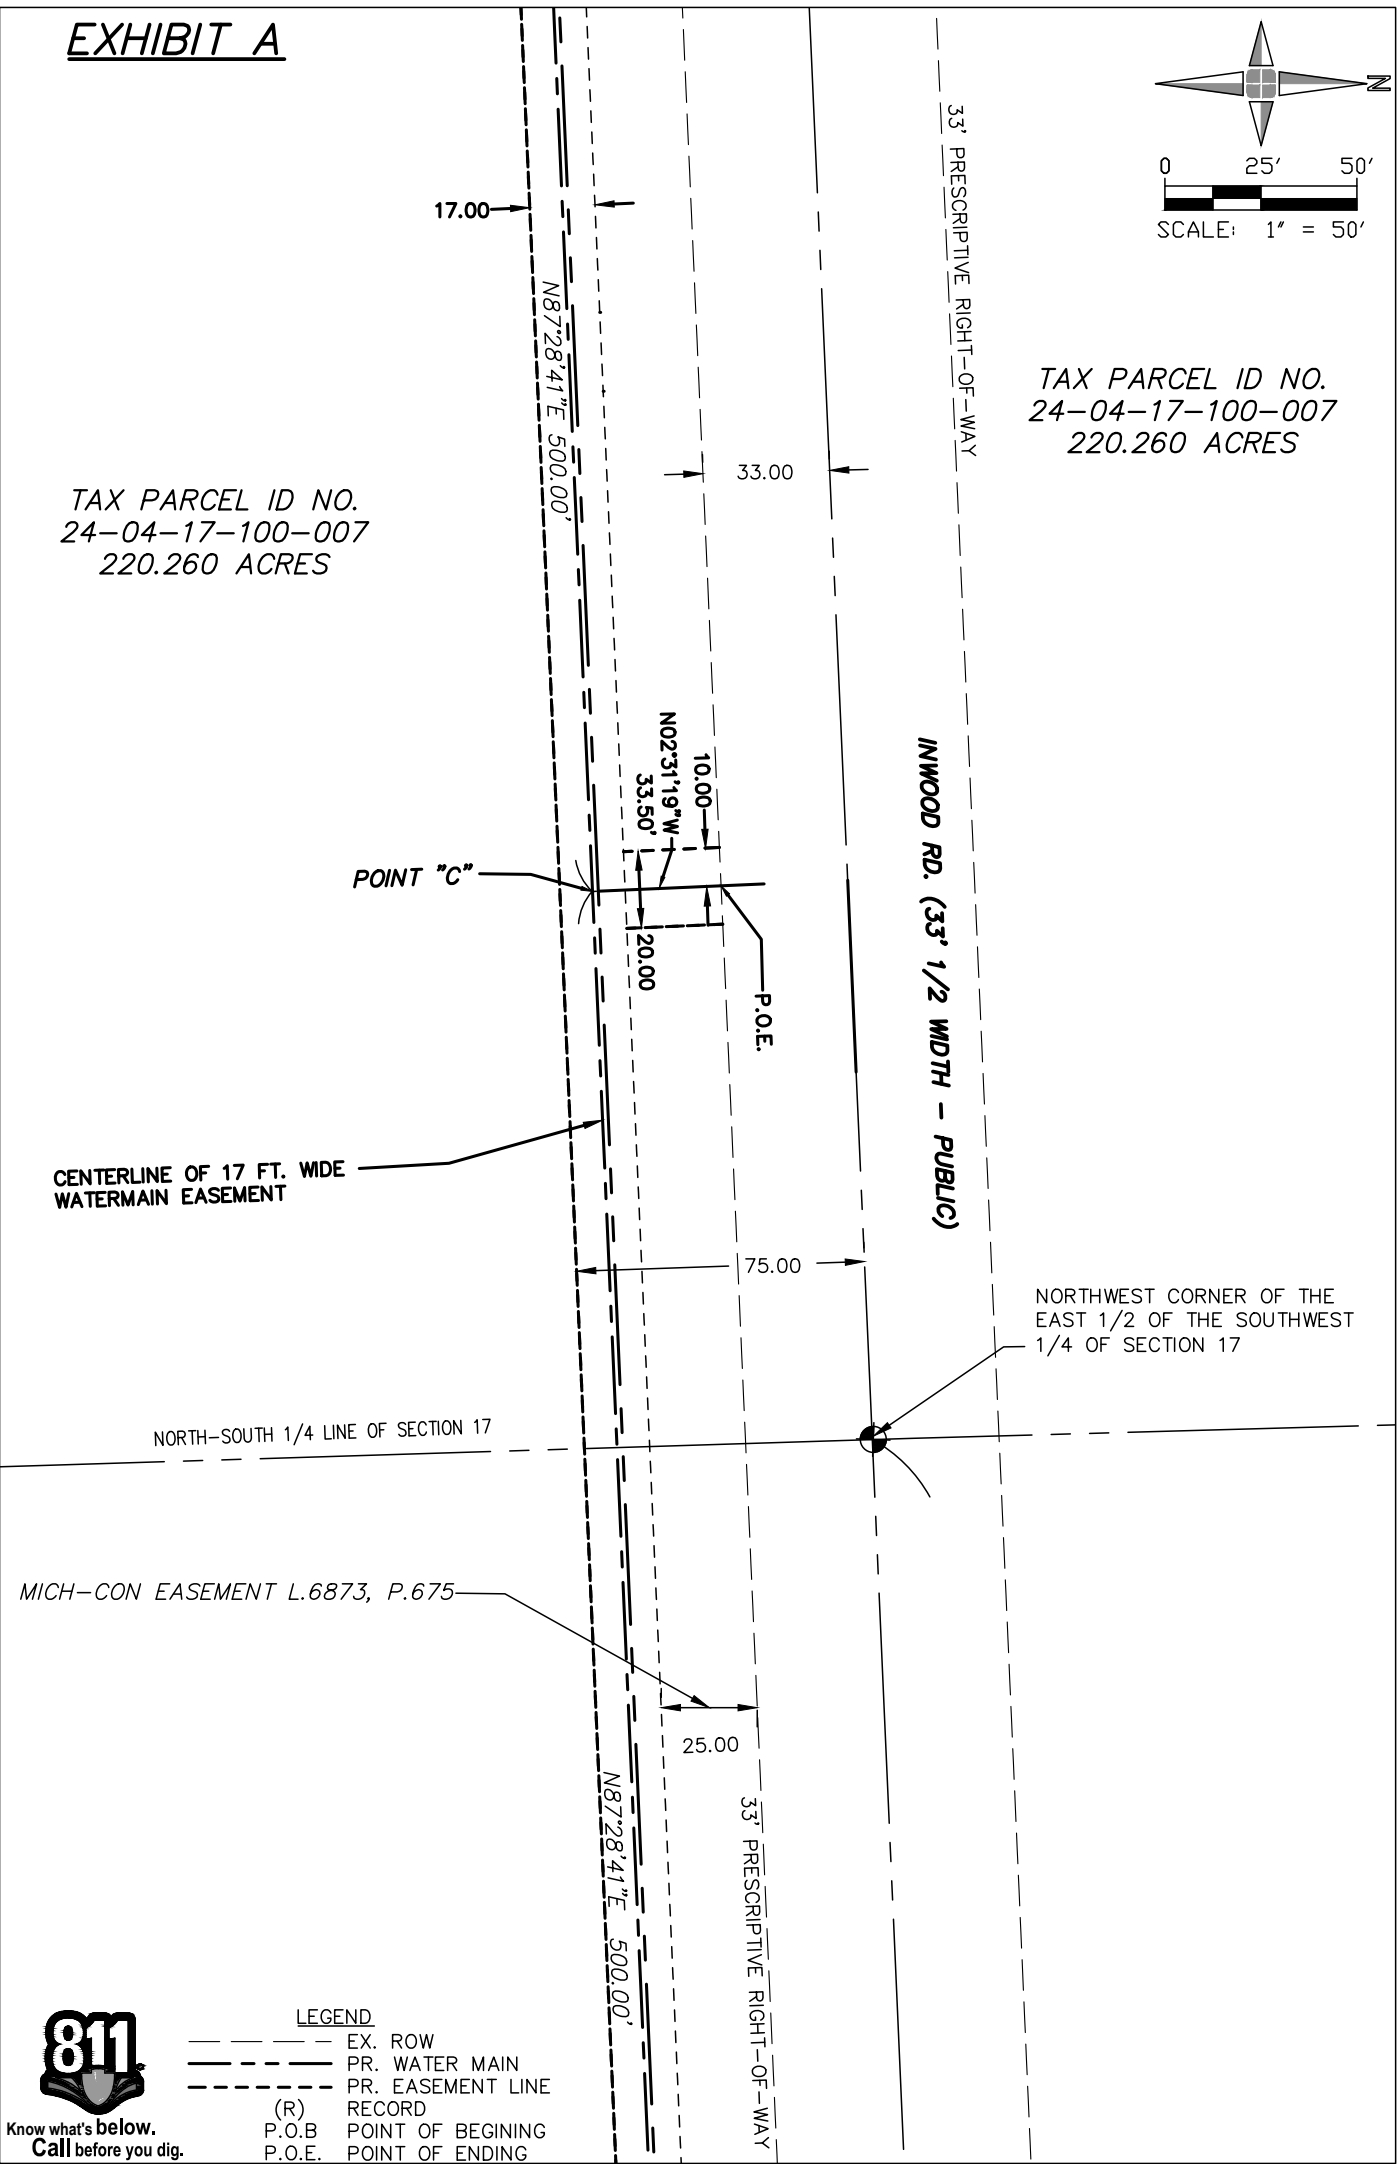 EXHIBIT A
N
0 25' 50'
SCALE: 1" = 50'
33' PRESCRIPTIVE RIGHT-OF-WAY
17.00
N87°28'41"E 500.00'
TAX PARCEL ID NO.
24-04-17-100-007
220.260 ACRES
33.00
TAX PARCEL ID NO.
24-04-17-100-007
220.260 ACRES
10.00
N02°31'19"W
33.50'
INWOOD RD. (33' 1/2 WIDTH - PUBLIC)
POINT "C"
20.00
P.O.E.
CENTERLINE OF 17 FT. WIDE
WATERMAIN EASEMENT
75.00
NORTHWEST CORNER OF THE
EAST 1/2 OF THE SOUTHWEST
1/4 OF SECTION 17
NORTH-SOUTH 1/4 LINE OF SECTION 17
MICH-CON EASEMENT L.6873, P.675
25.00
N87°28'41"E 500.00'
33' PRESCRIPTIVE RIGHT-OF-WAY
811
Know what's below.
Call before you dig.
LEGEND
EX. ROW
PR. WATER MAIN
PR. EASEMENT LINE
(R) RECORD
P.O.B POINT OF BEGINING
P.O.E. POINT OF ENDING